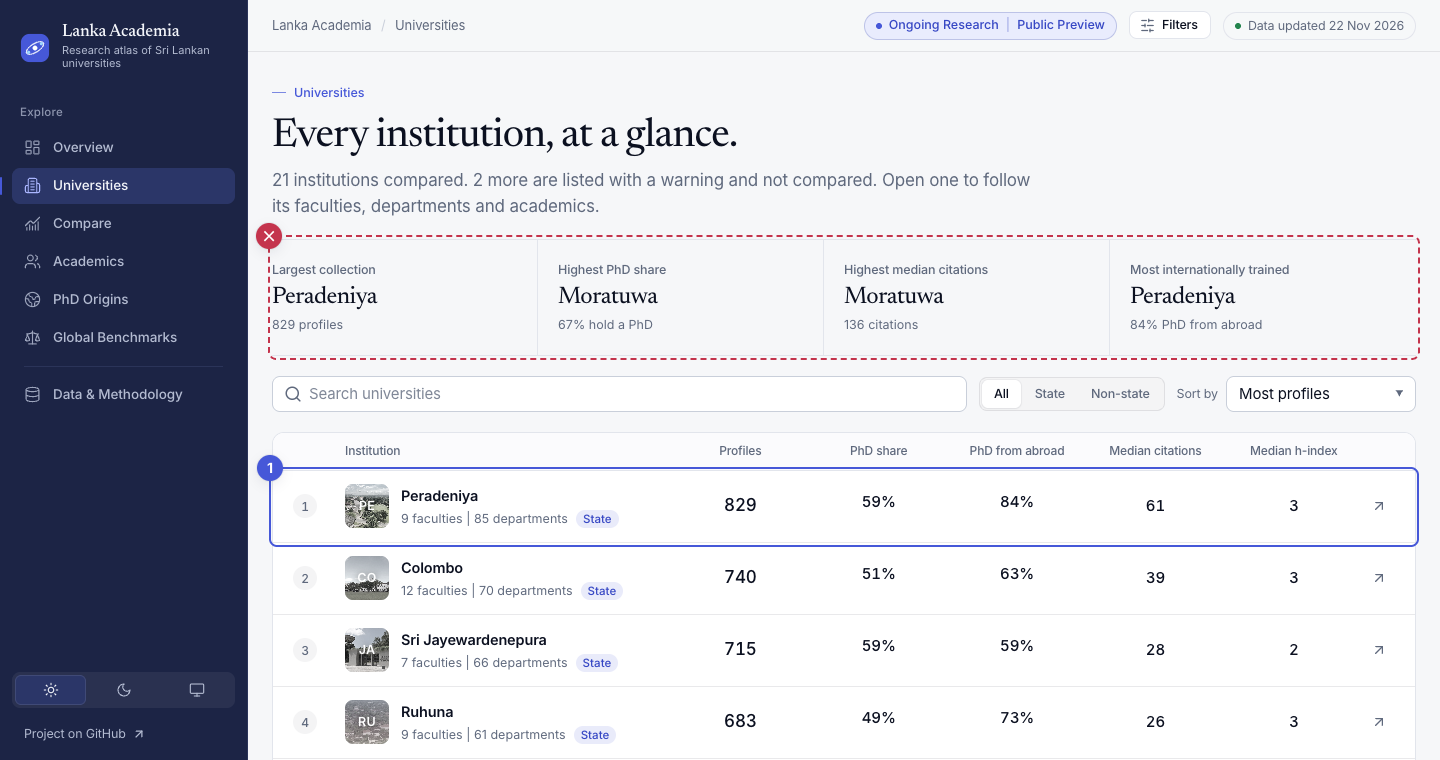 Lanka Academia
Research atlas of Sri Lankan
universities
Explore
Overview
Universities
Compare
Academics
PhD Origins
Global Benchmarks
Data & Methodology
Project on GitHub
Lanka Academia / Universities
Ongoing Research | Public Preview
Filters
Data updated 22 Nov 2026
— Universities
Every institution, at a glance.
21 institutions compared. 2 more are listed with a warning and not compared. Open one to follow
its faculties, departments and academics.
Largest collection
Peradeniya
829 profiles
Highest PhD share
Moratuwa
67% hold a PhD
Highest median citations
Moratuwa
136 citations
Most internationally trained
Peradeniya
84% PhD from abroad
Search universities
All State Non-state
Sort by Most profiles
Institution Profiles PhD share PhD from abroad Median citations Median h-index
1
1 PE Peradeniya 829 59% 84% 61 3
9 faculties | 85 departments State
2 CO Colombo 740 51% 63% 39 3
12 faculties | 70 departments State
3 JA Sri Jayewardenepura 715 59% 59% 28 2
7 faculties | 66 departments State
4 RU Ruhuna 683 49% 73% 26 3
9 faculties | 61 departments State